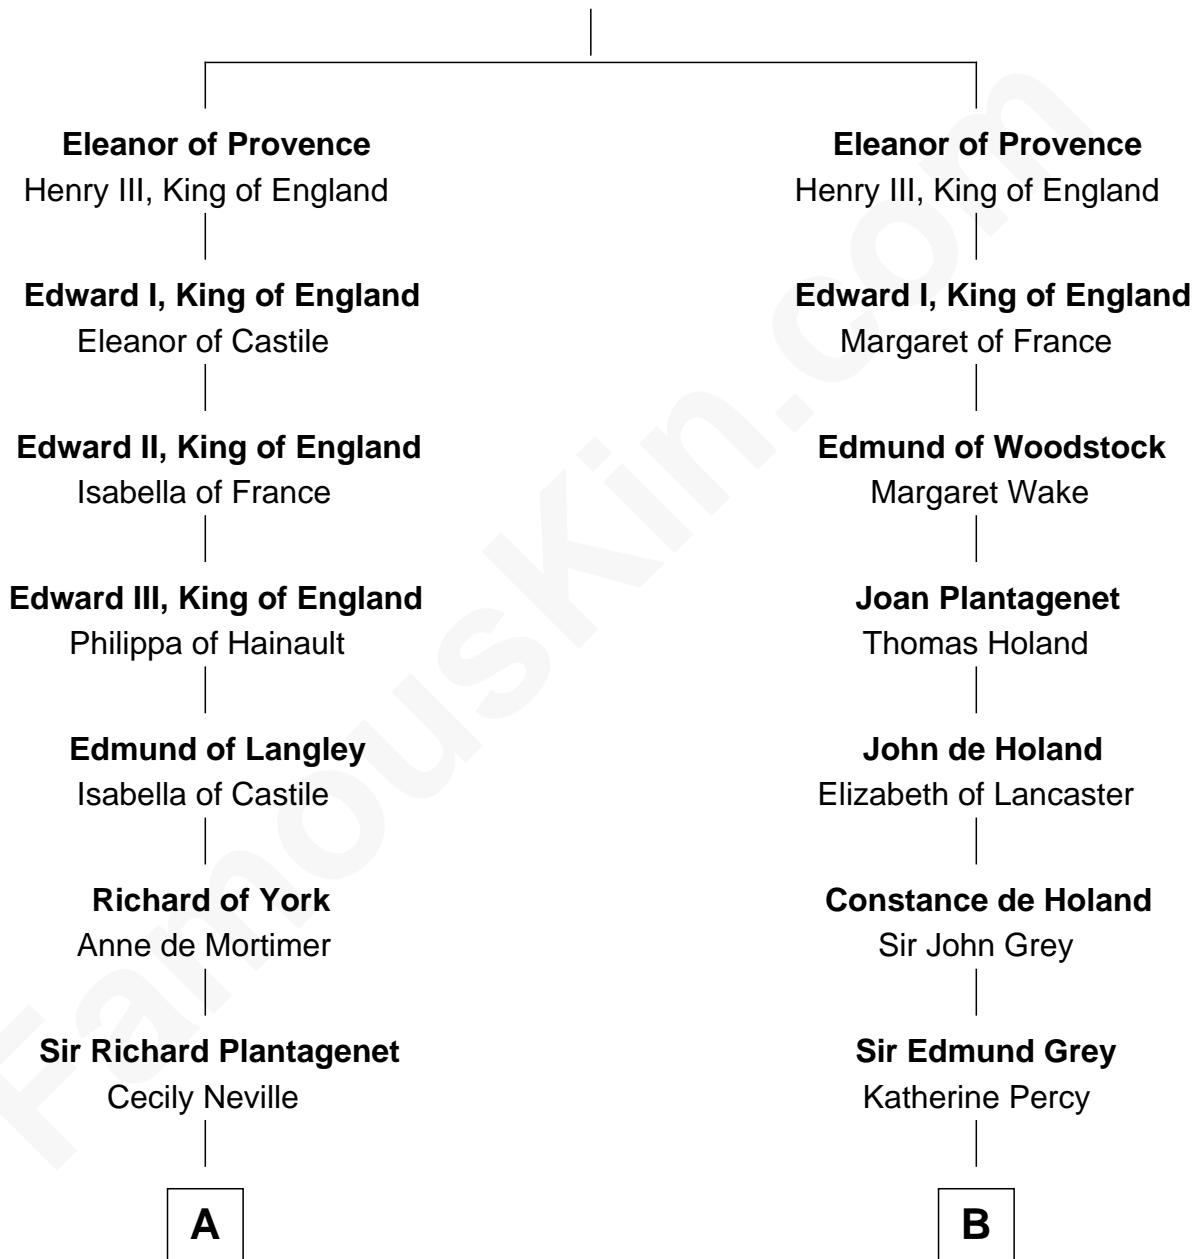 Eleanor of Provence
Henry III, King of England
Edward I, King of England
Eleanor of Castile
Edward II, King of England
Isabella of France
Edward III, King of England
Philippa of Hainault
Edmund of Langley
Isabella of Castile
Richard of York
Anne de Mortimer
Sir Richard Plantagenet
Cecily Neville
A
Eleanor of Provence
Henry III, King of England
Edward I, King of England
Margaret of France
Edmund of Woodstock
Margaret Wake
Joan Plantagenet
Thomas Holand
John de Holand
Elizabeth of Lancaster
Constance de Holand
Sir John Grey
Sir Edmund Grey
Katherine Percy
B
FamousKin.com